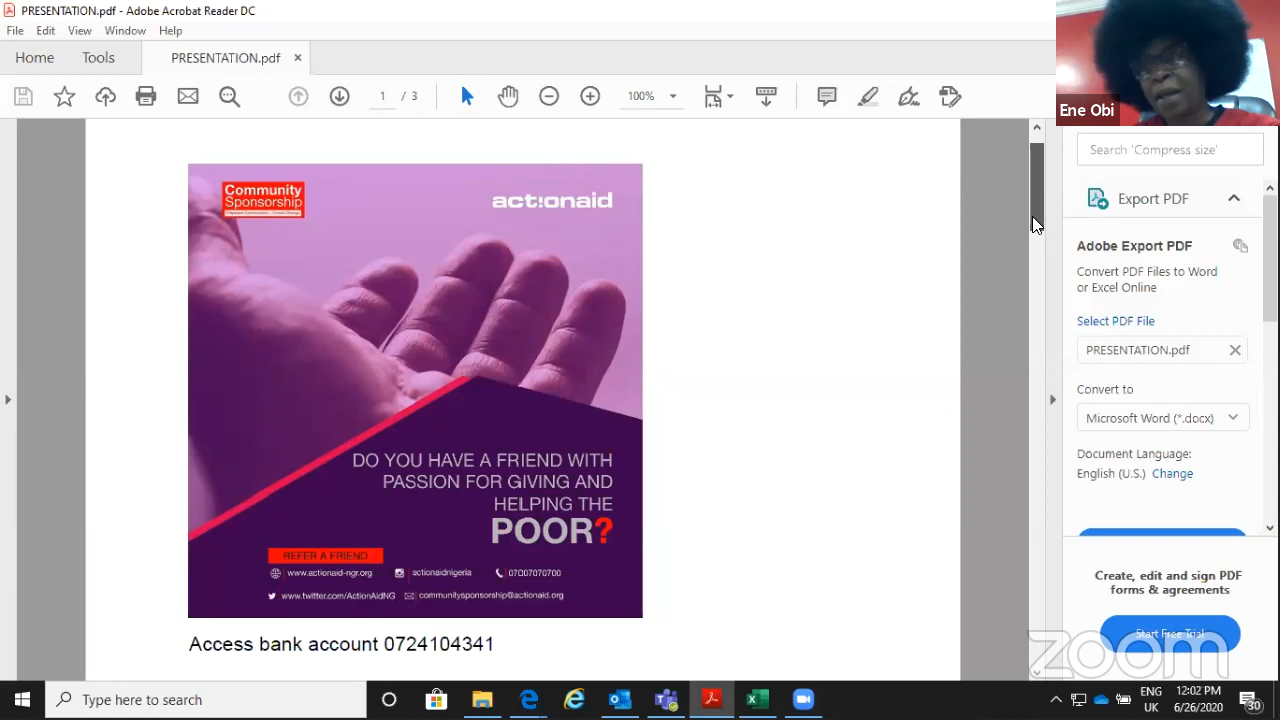 PRESENTATION.pdf - Adobe Acrobat Reader DC
File Edit View Window Help
Home Tools PRESENTATION.pdf
1 / 3 100%
Ene Obi
Search 'Compress size'
Export PDF
Adobe Export PDF
Convert PDF Files to Word
or Excel Online
Select PDF File
PRESENTATION.pdf
Convert to
Microsoft Word (*.docx)
Document Language:
English (U.S.) Change
Create, edit and sign PDF
forms & agreements
Start Free Trial
zoom
Community
Sponsorship
act!onaid
DO YOU HAVE A FRIEND WITH
PASSION FOR GIVING AND
HELPING THE
POOR?
REFER A FRIEND
www.actionaid-ngr.org actionaidnigeria 07007070700
www.twitter.com/ActionAidNG communitysponsorship@actionaid.org
Access bank account 0724104341
Type here to search
ENG 12:02 PM
UK 6/26/2020 30